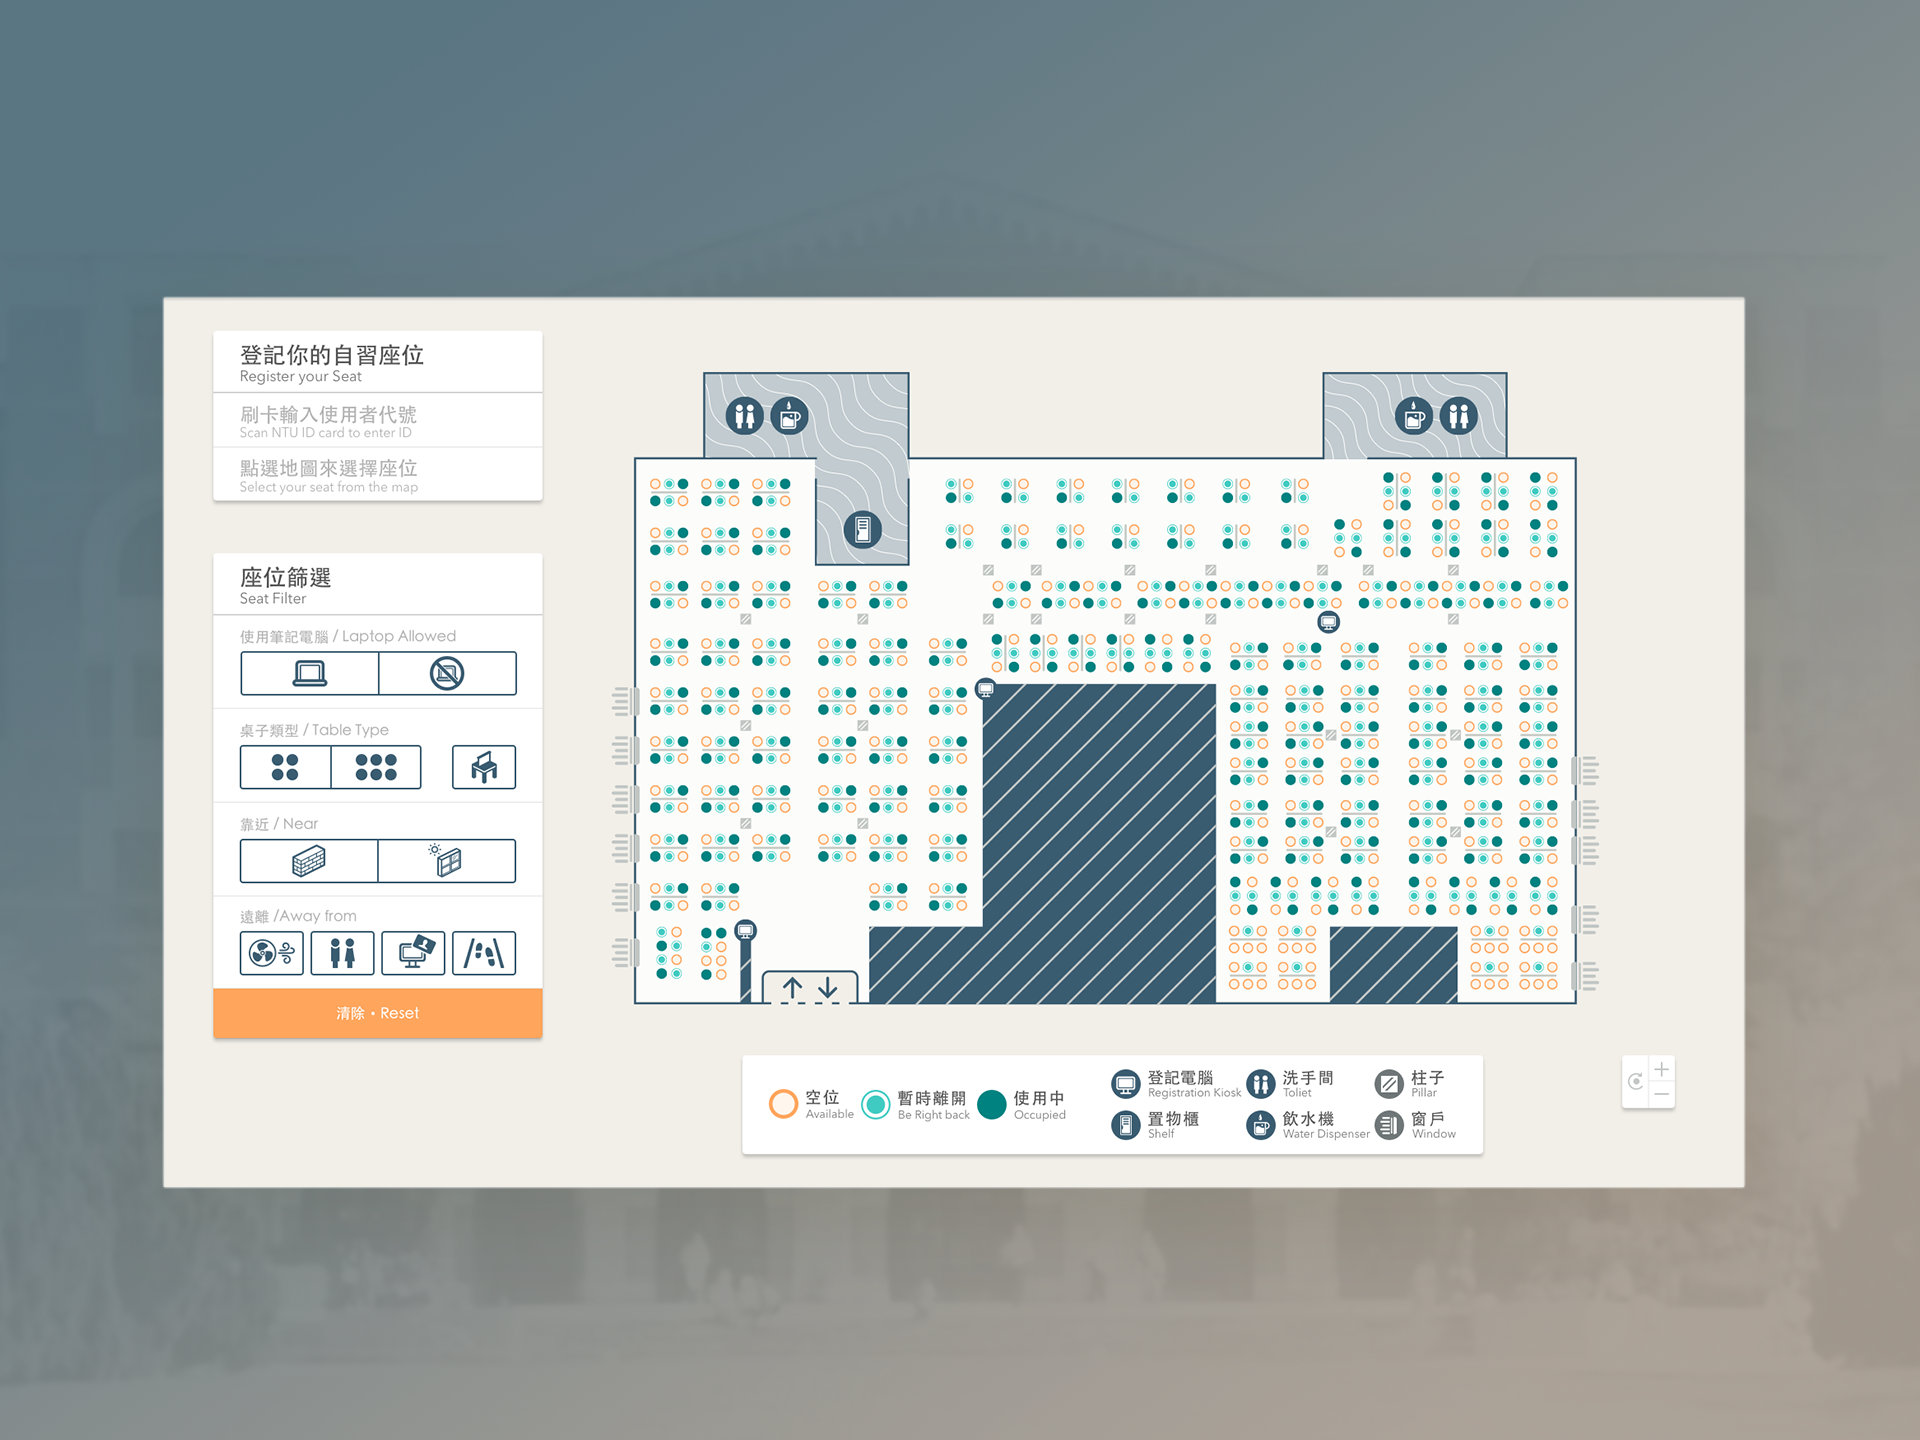 登記你的自習座位
Register your Seat
刷卡輸入使用者代號
Scan NTU ID card to enter ID
點選地圖來選擇座位
Select your seat from the map
座位篩選
Seat Filter
使用筆記電腦 / Laptop Allowed
桌子類型 / Table Type
靠近 / Near
遠離 /Away from
清除・Reset
空位
Available
暫時離開
Be Right back
使用中
Occupied
登記電腦
Registration Kiosk
洗手間
Toliet
柱子
Pillar
置物櫃
Shelf
飲水機
Water Dispenser
窗戶
Window